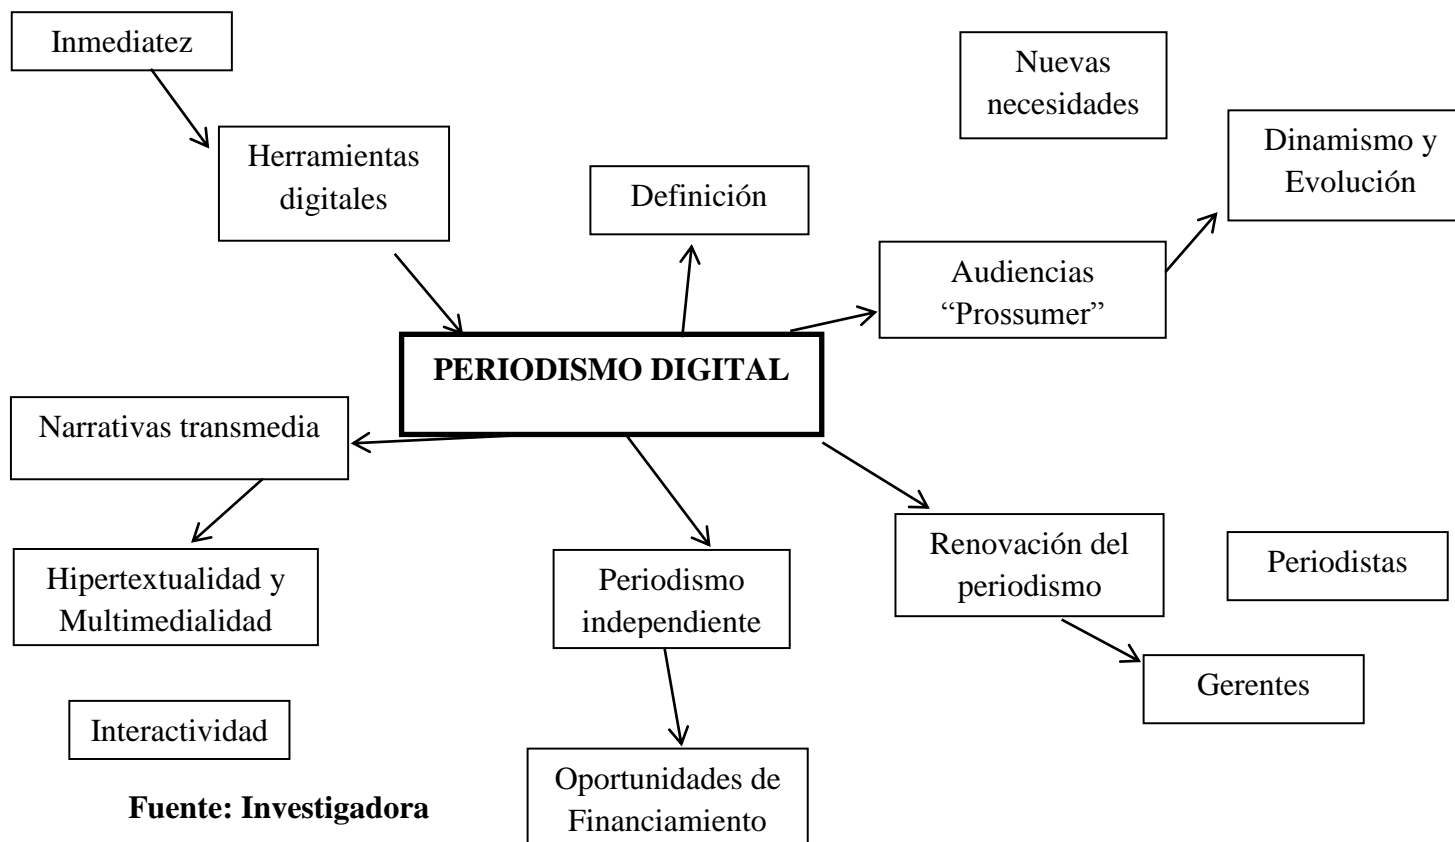 Inmediatez
Nuevas
necesidades
Dinamismo y
Evolución
Herramientas
digitales
Definición
Audiencias
“Prossumer”
PERIODISMO DIGITAL
Narrativas transmedia
Hipertextualidad y
Multimedialidad
Periodismo
independiente
Renovación del
periodismo
Periodistas
Gerentes
Interactividad
Oportunidades de
Financiamiento
Fuente: Investigadora